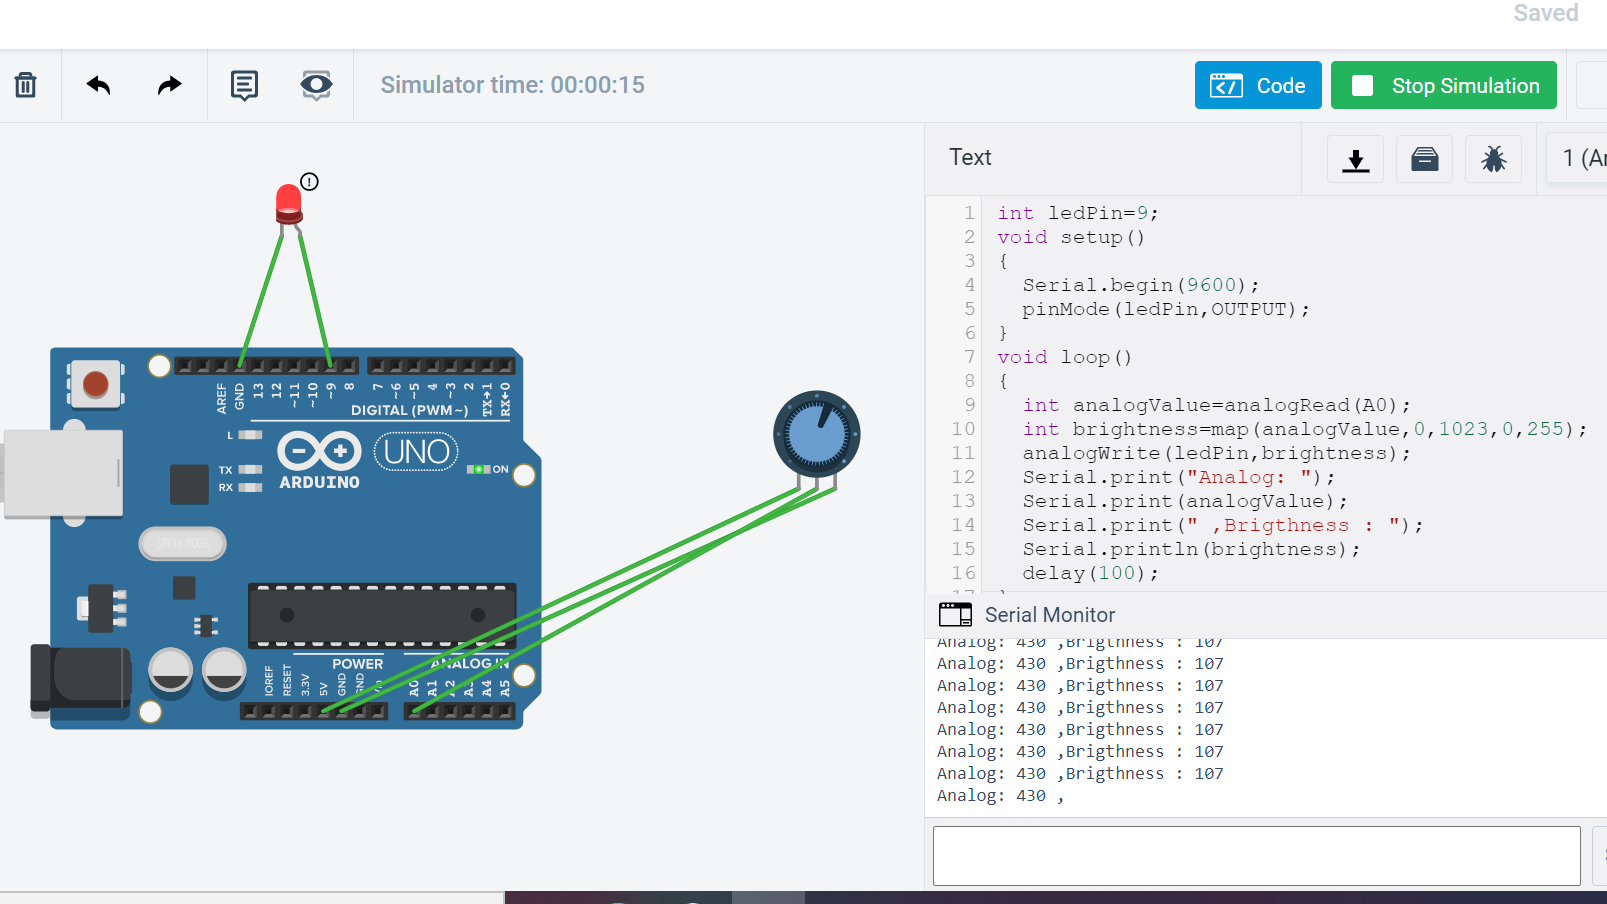 Saved
Simulator time: 00:00:15
Code
Stop Simulation
Text
1 (Ar
1 int ledPin=9;
2 void setup()
3 {
4 Serial.begin(9600);
5 pinMode(ledPin,OUTPUT);
6 }
7 void loop()
8 {
9 int analogValue=analogRead(A0);
10 int brightness=map(analogValue,0,1023,0,255);
11 analogWrite(ledPin,brightness);
12 Serial.print("Analog: ");
13 Serial.print(analogValue);
14 Serial.print(" ,Brigthness : ");
15 Serial.println(brightness);
16 delay(100);
17 }
Serial Monitor
Analog: 430 ,Brigthness : 107
Analog: 430 ,Brigthness : 107
Analog: 430 ,Brigthness : 107
Analog: 430 ,Brigthness : 107
Analog: 430 ,Brigthness : 107
Analog: 430 ,Brigthness : 107
Analog: 430 ,Brigthness : 107
Analog: 430 ,
AREF
GND
13
12
~11
~10
~9
8
7
~6
~5
4
~3
2
TX→1
RX←0
DIGITAL (PWM~)
L
TX
RX
UNO
ARDUINO
ON
SPK16.000G
POWER
ANALOG IN
IOREF
RESET
3.3V
5V
GND
GND
A0
A1
A2
A3
A4
A5